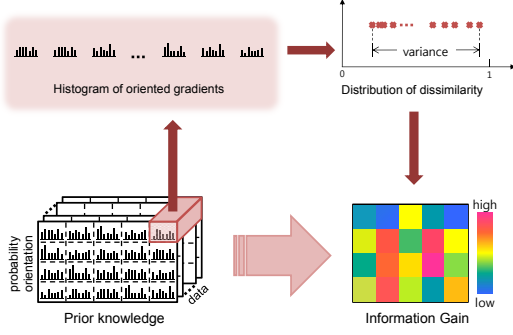 ...
Histogram of oriented gradients
variance
0
1
Distribution of dissimilarity
probability
orientation
data
Prior knowledge
high
low
Information Gain